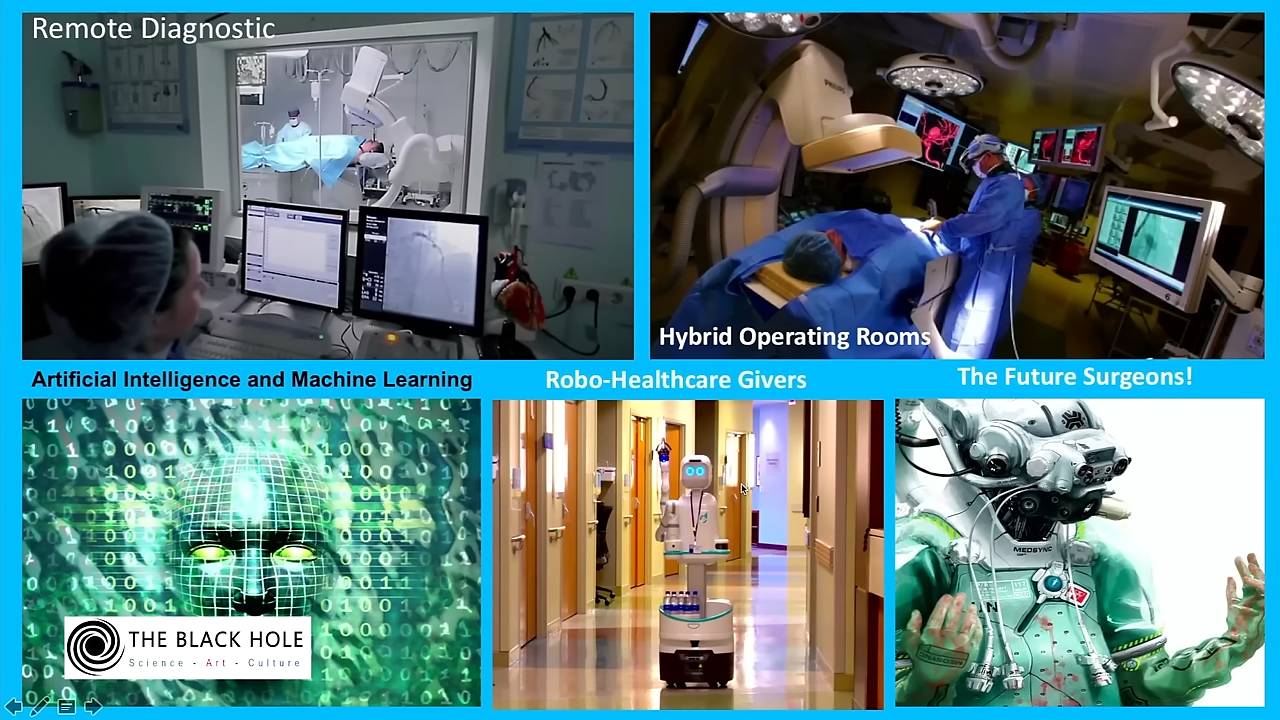 Remote Diagnostic
PHILIPS
Hybrid Operating Rooms
Artificial Intelligence and Machine Learning
Robo-Healthcare Givers
The Future Surgeons!
MEDSYNC
THE BLACK HOLE
Science - Art - Culture